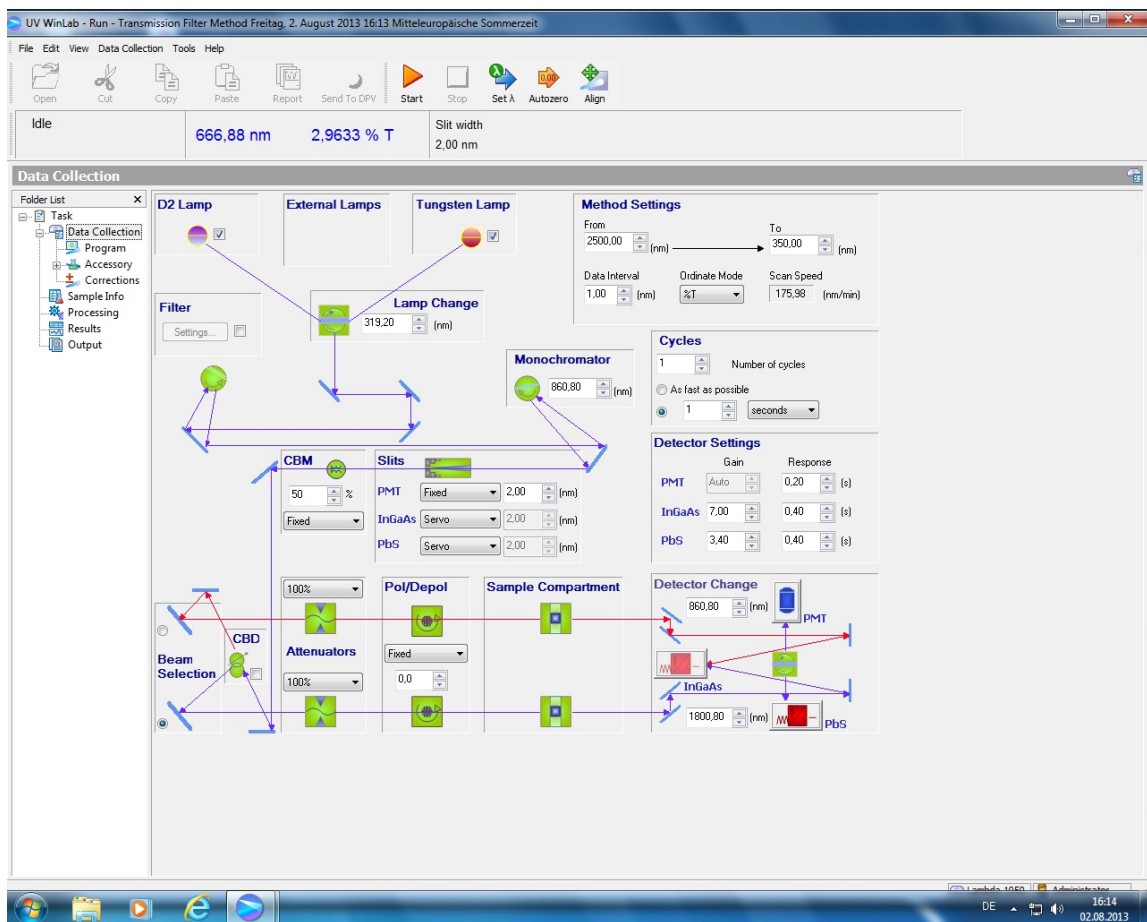 UV WinLab - Run - Transmission Filter Method Freitag, 2. August 2013 16:13 Mitteleuropäische Sommerzeit
File Edit View Data Collection Tools Help
Open Cut Copy Paste Report Send To DPV Start Stop Set λ Autozero Align
Idle
666,88 nm 2,9633 % T
Slit width
2,00 nm
Data Collection
Folder List
Task
Data Collection
Program
Accessory
Corrections
Sample Info
Processing
Results
Output
D2 Lamp
External Lamps
Tungsten Lamp
Filter
Settings...
Lamp Change
319,20 (nm)
Monochromator
860,80 (nm)
Method Settings
From To
2500,00 (nm) 350,00 (nm)
Data Interval Ordinate Mode Scan Speed
1,00 (nm) %T 175,98 (nm/min)
Cycles
1 Number of cycles
As fast as possible
1 seconds
CBM
50 %
Fixed
Slits
PMT Fixed 2,00 (nm)
InGaAs Servo 2,00 (nm)
PbS Servo 2,00 (nm)
Detector Settings
Gain Response
PMT Auto 0,20 (s)
InGaAs 7,00 0,40 (s)
PbS 3,40 0,40 (s)
Beam Selection
CBD
100%
Attenuators
100%
Pol/Depol
Fixed
0,0
Sample Compartment
Detector Change
860,80 (nm)
PMT
InGaAs
1800,80 (nm)
PbS
Lambda 1050 Administrator
DE
16:14
02.08.2013